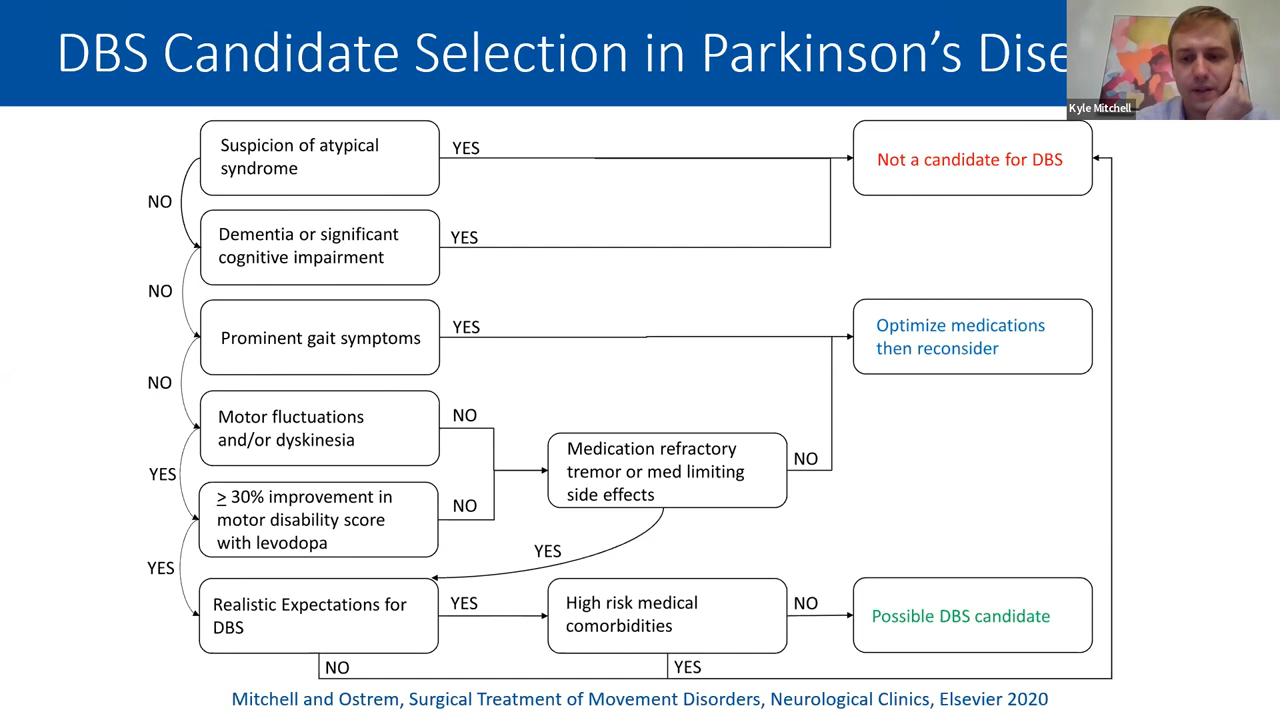 DBS Candidate Selection in Parkinson's Dise
Kyle Mitchell
Suspicion of atypical
syndrome
YES
Not a candidate for DBS
NO
Dementia or significant
cognitive impairment
YES
NO
Prominent gait symptoms
YES
Optimize medications
then reconsider
NO
Motor fluctuations
and/or dyskinesia
NO
Medication refractory
tremor or med limiting
side effects
NO
YES
≥ 30% improvement in
motor disability score
with levodopa
NO
YES
YES
Realistic Expectations for
DBS
YES
High risk medical
comorbidities
NO
Possible DBS candidate
NO
YES
Mitchell and Ostrem, Surgical Treatment of Movement Disorders, Neurological Clinics, Elsevier 2020